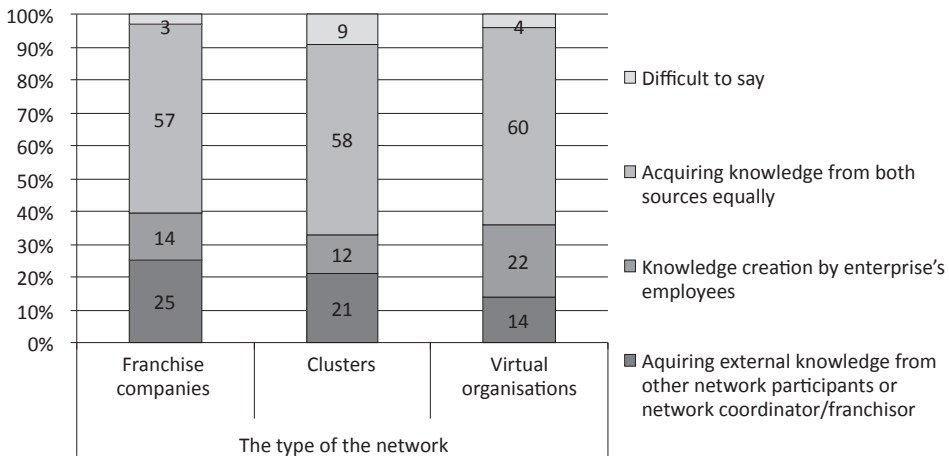 100%
90%
80%
70%
60%
50%
40%
30%
20%
10%
0%
3
57
14
25
9
58
12
21
4
60
22
14
Franchise
companies
Clusters
Virtual
organisations
The type of the network
Difficult to say
Acquiring knowledge from both
sources equally
Knowledge creation by enterprise's
employees
Aquiring external knowledge from
other network participants or
network coordinator/franchisor